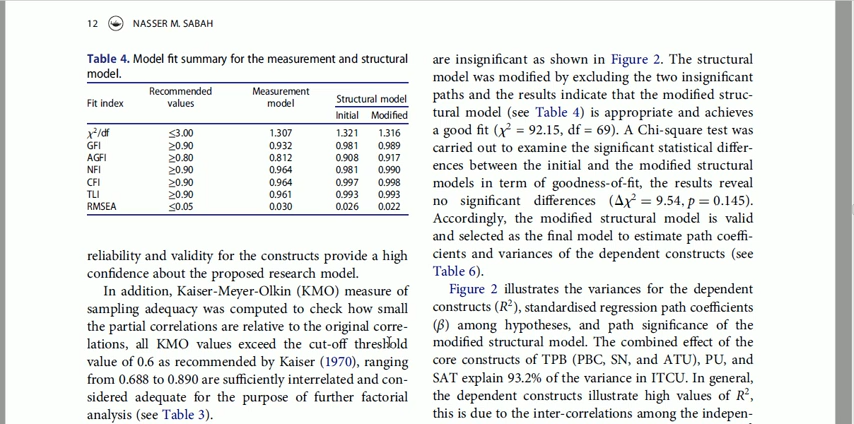 12 NASSER M. SABAH
Table 4. Model fit summary for the measurement and structural
model.
Fit index Recommended values Measurement model Structural model
Initial Modified
χ²/df ≤3.00 1.307 1.321 1.316
GFI ≥0.90 0.932 0.981 0.989
AGFI ≥0.80 0.812 0.908 0.917
NFI ≥0.90 0.964 0.981 0.990
CFI ≥0.90 0.964 0.997 0.998
TLI ≥0.90 0.961 0.993 0.993
RMSEA ≤0.05 0.030 0.026 0.022
reliability and validity for the constructs provide a high
confidence about the proposed research model.
In addition, Kaiser-Meyer-Olkin (KMO) measure of
sampling adequacy was computed to check how small
the partial correlations are relative to the original corre-
lations, all KMO values exceed the cut-off threshold
value of 0.6 as recommended by Kaiser (1970), ranging
from 0.688 to 0.890 are sufficiently interrelated and con-
sidered adequate for the purpose of further factorial
analysis (see Table 3).
are insignificant as shown in Figure 2. The structural
model was modified by excluding the two insignificant
paths and the results indicate that the modified struc-
tural model (see Table 4) is appropriate and achieves
a good fit (χ² = 92.15, df = 69). A Chi-square test was
carried out to examine the significant statistical differ-
ences between the initial and the modified structural
models in term of goodness-of-fit, the results reveal
no significant differences (Δχ² = 9.54, p = 0.145).
Accordingly, the modified structural model is valid
and selected as the final model to estimate path coeffi-
cients and variances of the dependent constructs (see
Table 6).
Figure 2 illustrates the variances for the dependent
constructs (R²), standardised regression path coefficients
(β) among hypotheses, and path significance of the
modified structural model. The combined effect of the
core constructs of TPB (PBC, SN, and ATU), PU, and
SAT explain 93.2% of the variance in ITCU. In general,
the dependent constructs illustrate high values of R²,
this is due to the inter-correlations among the indepen-